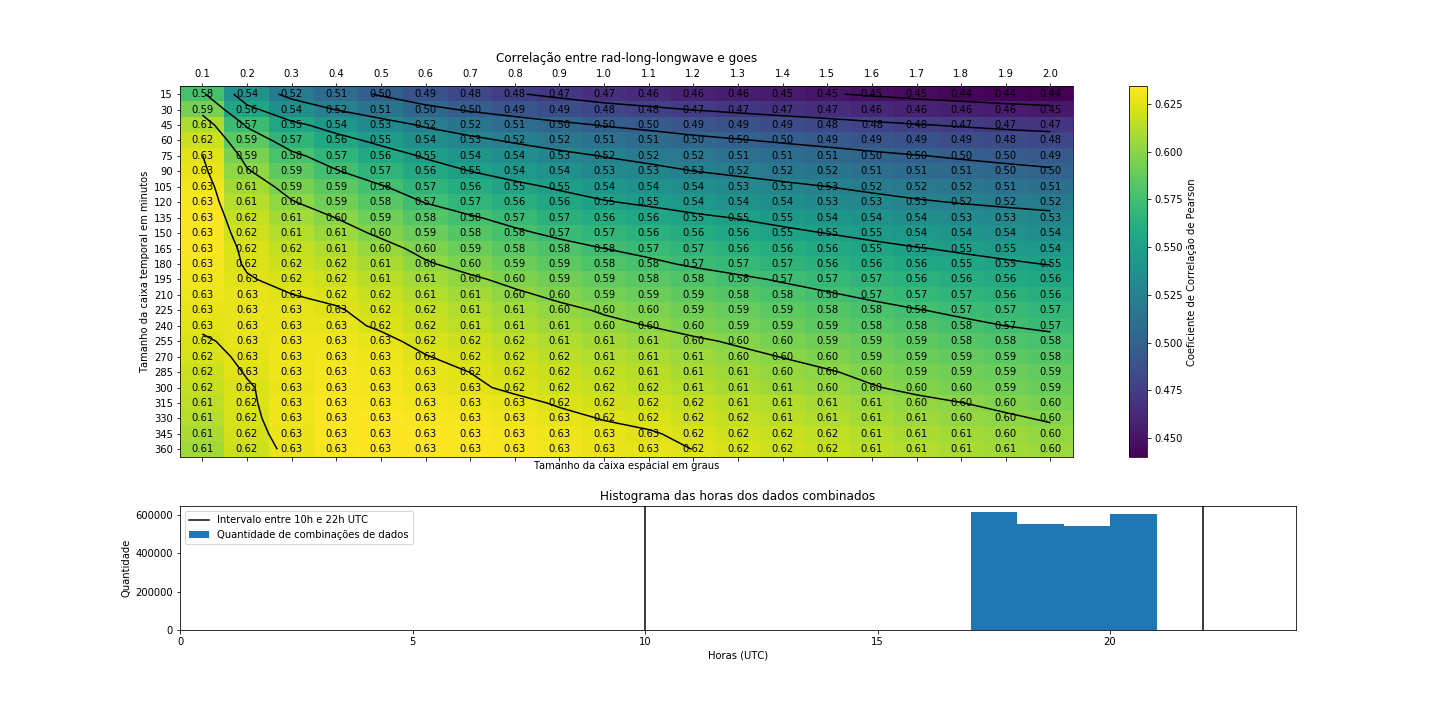 Correlação entre rad-long-longwave e goes
0.1 0.2 0.3 0.4 0.5 0.6 0.7 0.8 0.9 1.0 1.1 1.2 1.3 1.4 1.5 1.6 1.7 1.8 1.9 2.0
15 0.58 0.54 0.52 0.51 0.50 0.49 0.48 0.48 0.47 0.47 0.46 0.46 0.45 0.45 0.45 0.45 0.45 0.44 0.44 0.44
30 0.59 0.56 0.54 0.52 0.51 0.50 0.50 0.49 0.49 0.48 0.48 0.47 0.47 0.47 0.47 0.46 0.46 0.46 0.46 0.45
45 0.61 0.57 0.55 0.54 0.53 0.52 0.52 0.51 0.50 0.50 0.50 0.49 0.49 0.49 0.48 0.48 0.48 0.47 0.47 0.47
60 0.62 0.59 0.57 0.56 0.55 0.54 0.53 0.52 0.52 0.51 0.51 0.50 0.50 0.50 0.49 0.49 0.49 0.49 0.48 0.48
75 0.63 0.59 0.58 0.57 0.56 0.55 0.54 0.54 0.53 0.52 0.52 0.52 0.51 0.51 0.51 0.50 0.50 0.50 0.50 0.49
90 0.63 0.60 0.59 0.58 0.57 0.56 0.55 0.54 0.54 0.53 0.53 0.53 0.52 0.52 0.52 0.51 0.51 0.51 0.50 0.50
105 0.63 0.61 0.59 0.59 0.58 0.57 0.56 0.55 0.55 0.54 0.54 0.54 0.53 0.53 0.53 0.52 0.52 0.52 0.51 0.51
120 0.63 0.61 0.60 0.59 0.58 0.57 0.57 0.56 0.56 0.55 0.55 0.54 0.54 0.54 0.53 0.53 0.53 0.52 0.52 0.52
135 0.63 0.62 0.61 0.60 0.59 0.58 0.58 0.57 0.57 0.56 0.56 0.55 0.55 0.55 0.54 0.54 0.54 0.53 0.53 0.53
150 0.63 0.62 0.61 0.61 0.60 0.59 0.58 0.58 0.57 0.57 0.56 0.56 0.56 0.55 0.55 0.55 0.54 0.54 0.54 0.54
165 0.63 0.62 0.62 0.61 0.60 0.60 0.59 0.58 0.58 0.58 0.57 0.57 0.56 0.56 0.56 0.55 0.55 0.55 0.55 0.54
180 0.63 0.62 0.62 0.62 0.61 0.60 0.60 0.59 0.59 0.58 0.58 0.57 0.57 0.57 0.56 0.56 0.56 0.55 0.55 0.55
195 0.63 0.63 0.62 0.62 0.61 0.61 0.60 0.60 0.59 0.59 0.58 0.58 0.58 0.57 0.57 0.57 0.56 0.56 0.56 0.56
210 0.63 0.63 0.63 0.62 0.62 0.61 0.61 0.60 0.60 0.59 0.59 0.59 0.58 0.58 0.58 0.57 0.57 0.57 0.56 0.56
225 0.63 0.63 0.63 0.63 0.62 0.62 0.61 0.61 0.60 0.60 0.59 0.59 0.59 0.59 0.58 0.58 0.58 0.57 0.57 0.57
240 0.63 0.63 0.63 0.63 0.62 0.62 0.61 0.61 0.61 0.60 0.60 0.60 0.59 0.59 0.59 0.58 0.58 0.58 0.57 0.57
255 0.62 0.63 0.63 0.63 0.63 0.62 0.62 0.62 0.61 0.61 0.61 0.60 0.60 0.60 0.59 0.59 0.59 0.58 0.58 0.58
270 0.62 0.63 0.63 0.63 0.63 0.63 0.62 0.62 0.62 0.61 0.61 0.61 0.60 0.60 0.60 0.59 0.59 0.59 0.59 0.58
285 0.62 0.63 0.63 0.63 0.63 0.63 0.62 0.62 0.62 0.62 0.61 0.61 0.61 0.60 0.60 0.60 0.59 0.59 0.59 0.59
300 0.62 0.63 0.63 0.63 0.63 0.63 0.63 0.62 0.62 0.62 0.62 0.61 0.61 0.61 0.60 0.60 0.60 0.60 0.59 0.59
315 0.61 0.62 0.63 0.63 0.63 0.63 0.63 0.63 0.62 0.62 0.62 0.62 0.61 0.61 0.61 0.61 0.60 0.60 0.60 0.60
330 0.61 0.62 0.63 0.63 0.63 0.63 0.63 0.63 0.63 0.62 0.62 0.62 0.62 0.61 0.61 0.61 0.61 0.60 0.60 0.60
345 0.61 0.62 0.63 0.63 0.63 0.63 0.63 0.63 0.63 0.63 0.63 0.62 0.62 0.62 0.62 0.61 0.61 0.61 0.60 0.60
360 0.61 0.62 0.63 0.63 0.63 0.63 0.63 0.63 0.63 0.63 0.63 0.62 0.62 0.62 0.62 0.61 0.61 0.61 0.61 0.60
Tamanho da caixa temporal em minutos
Tamanho da caixa espacial em graus
0.625
0.600
0.575
0.550
0.525
0.500
0.475
0.450
Coeficiente de Correlação de Pearson
Histograma das horas dos dados combinados
Intervalo entre 10h e 22h UTC
Quantidade de combinações de dados
600000
400000
200000
0
Quantidade
0 5 10 15 20
Horas (UTC)